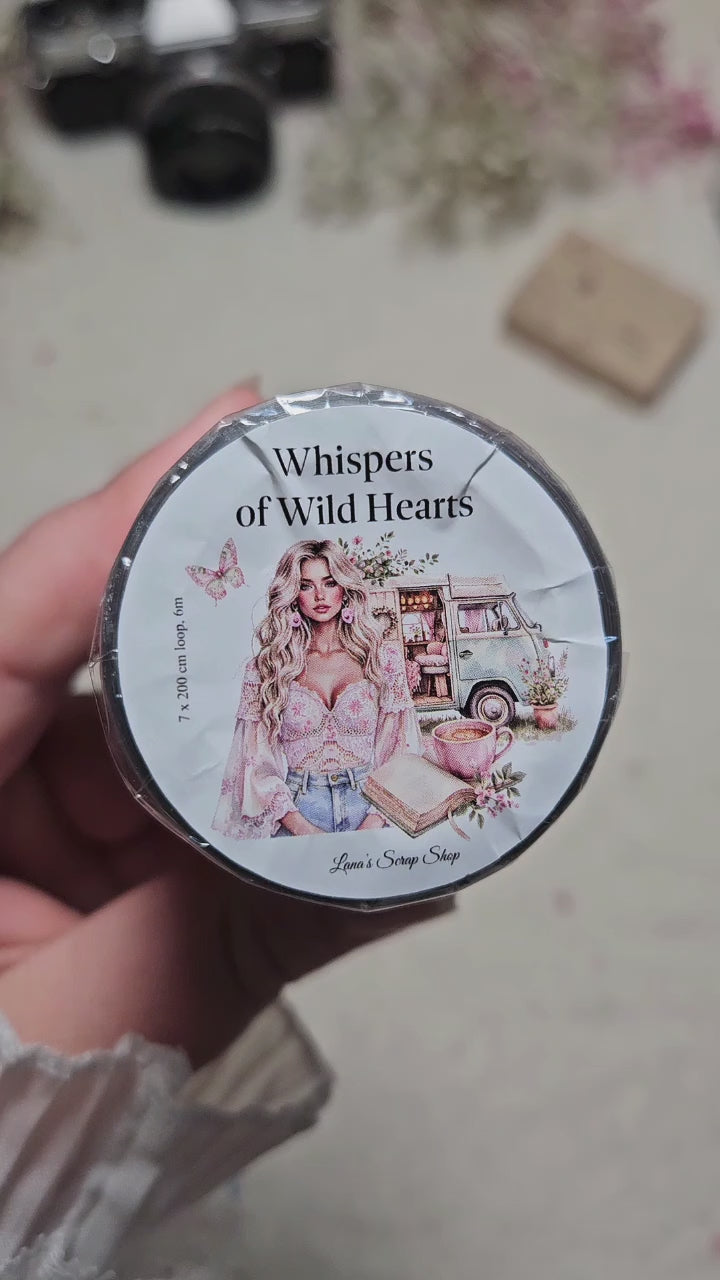 Whispers
of Wild Hearts
7 x 200 cm loop, 6m
Lana's Scrap Shop